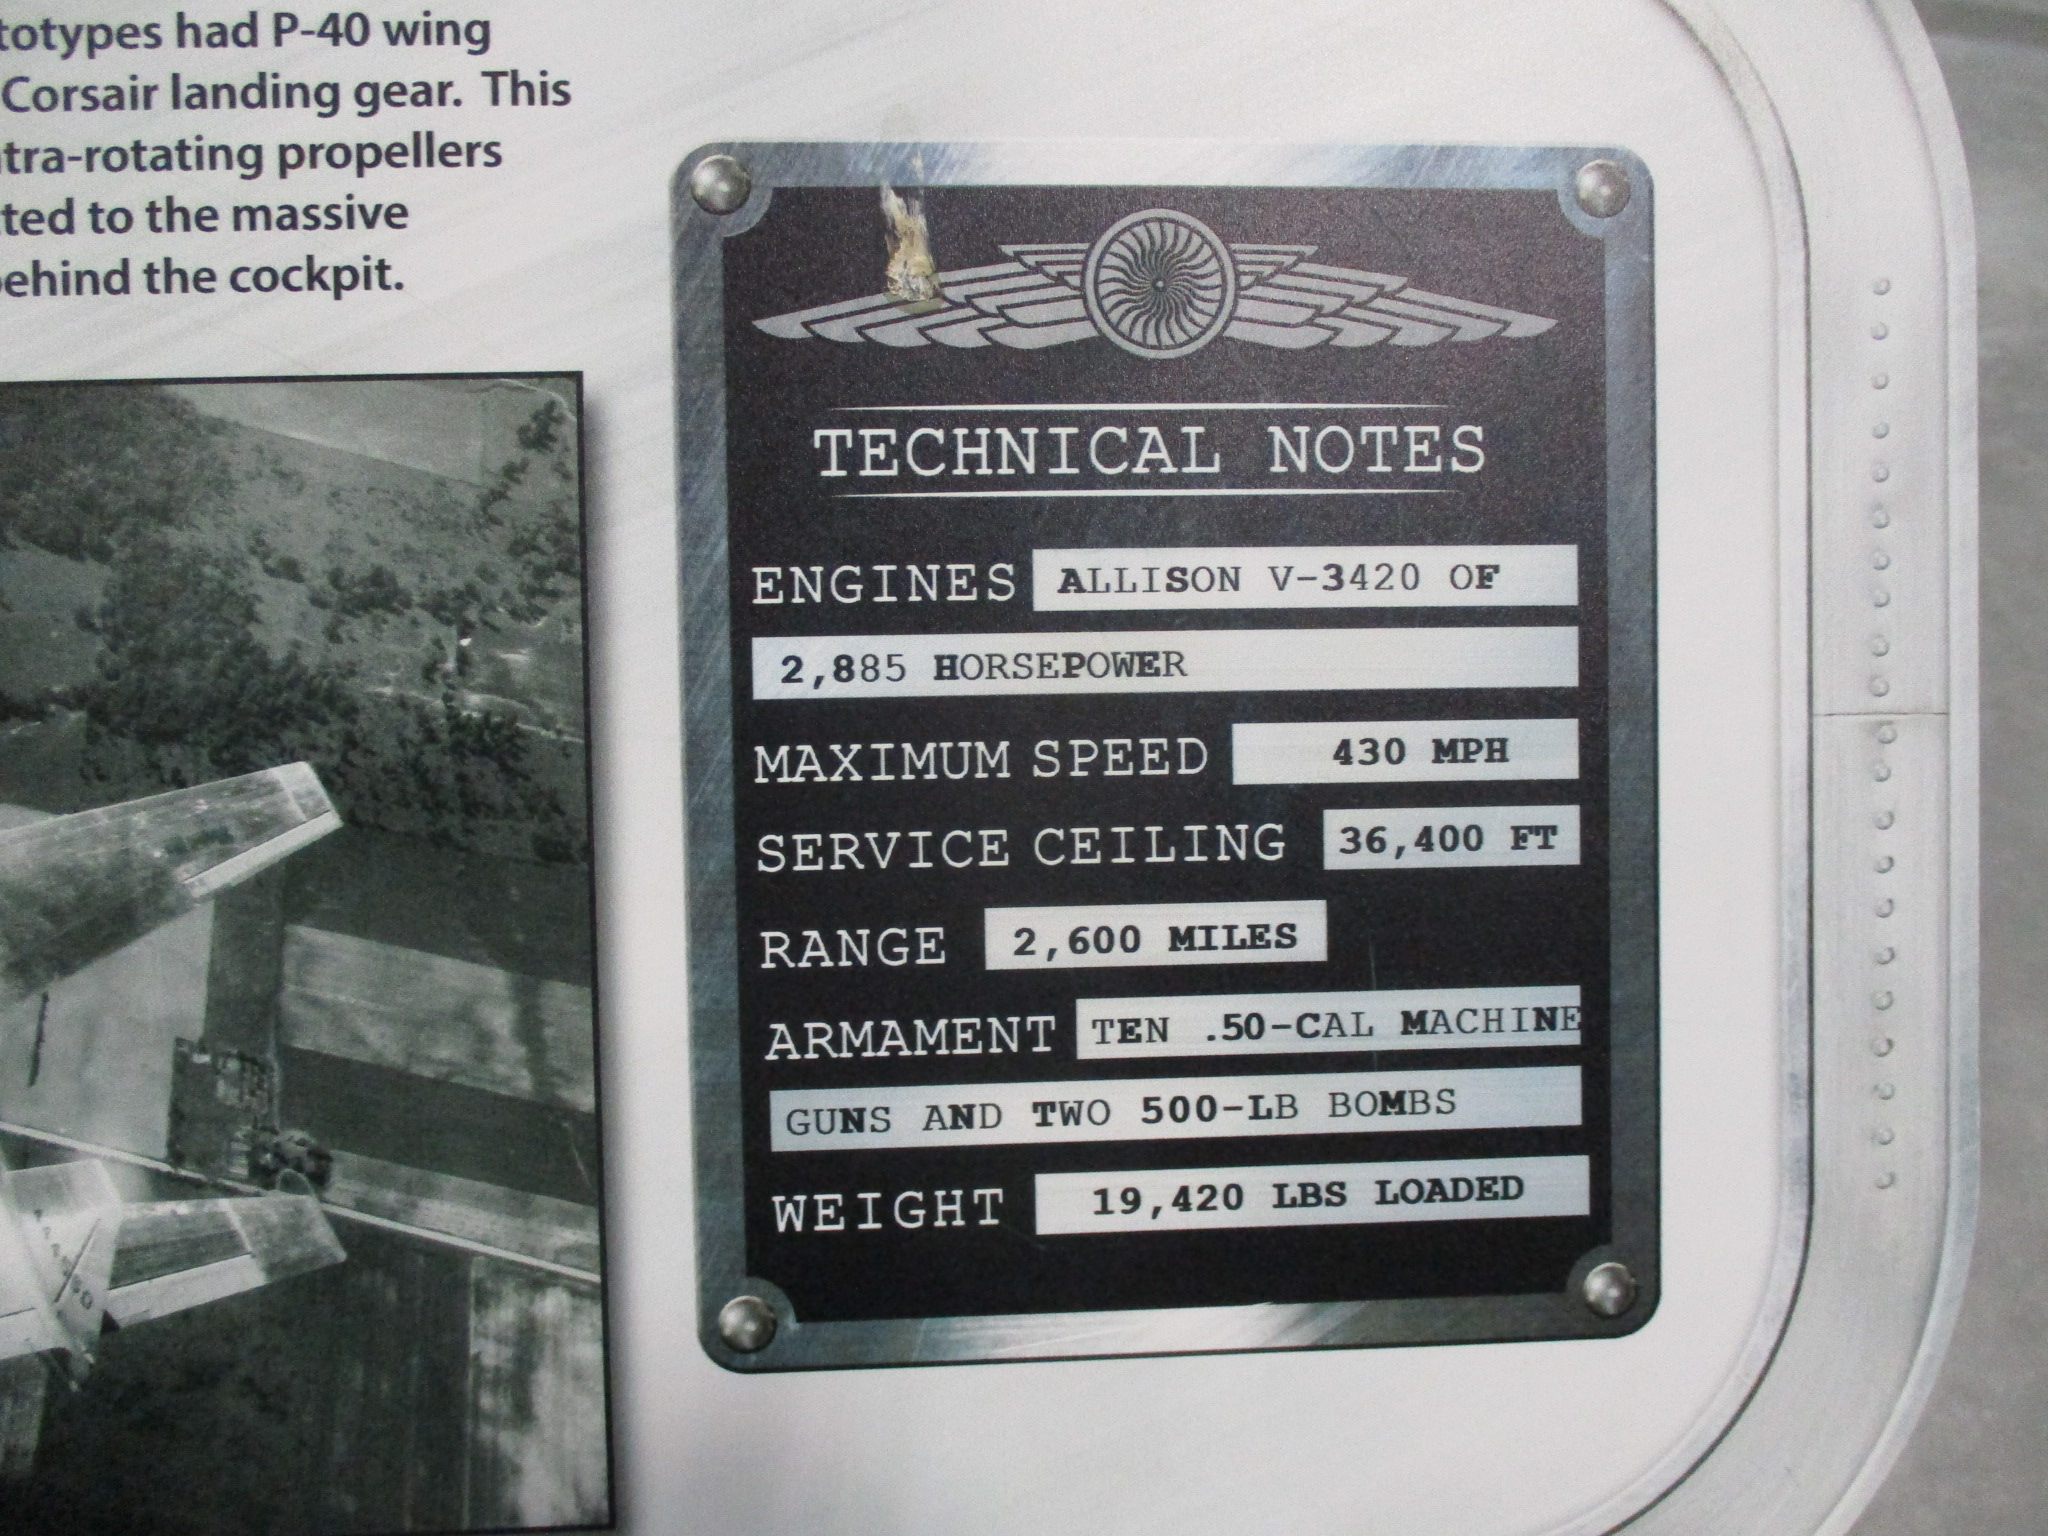 totypes had P-40 wing
Corsair landing gear. This
tra-rotating propellers
ted to the massive
behind the cockpit.
TECHNICAL NOTES
ENGINES ALLISON V-3420 OF
2,885 HORSEPOWER
MAXIMUM SPEED 430 MPH
SERVICE CEILING 36,400 FT
RANGE 2,600 MILES
ARMAMENT TEN .50-CAL MACHINE
GUNS AND TWO 500-LB BOMBS
WEIGHT 19,420 LBS LOADED